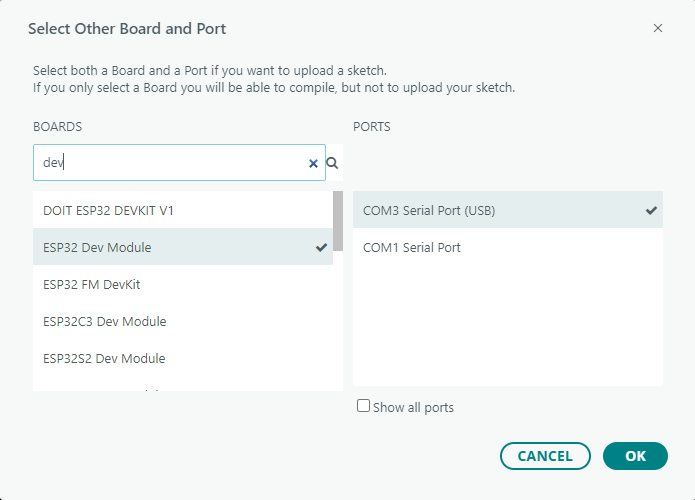 Select Other Board and Port
Select both a Board and a Port if you want to upload a sketch.
If you only select a Board you will be able to compile, but not to upload your sketch.
BOARDS
dev
DOIT ESP32 DEVKIT V1
ESP32 Dev Module
ESP32 FM DevKit
ESP32C3 Dev Module
ESP32S2 Dev Module
PORTS
COM3 Serial Port (USB)
COM1 Serial Port
Show all ports
CANCEL
OK